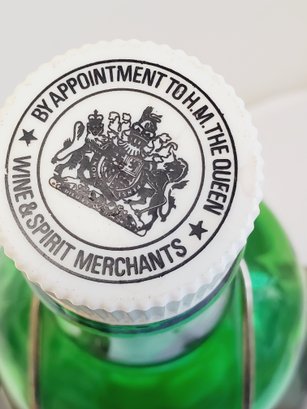 ★ BY APPOINTMENT TO H.M. THE QUEEN ★
WINE & SPIRIT MERCHANTS